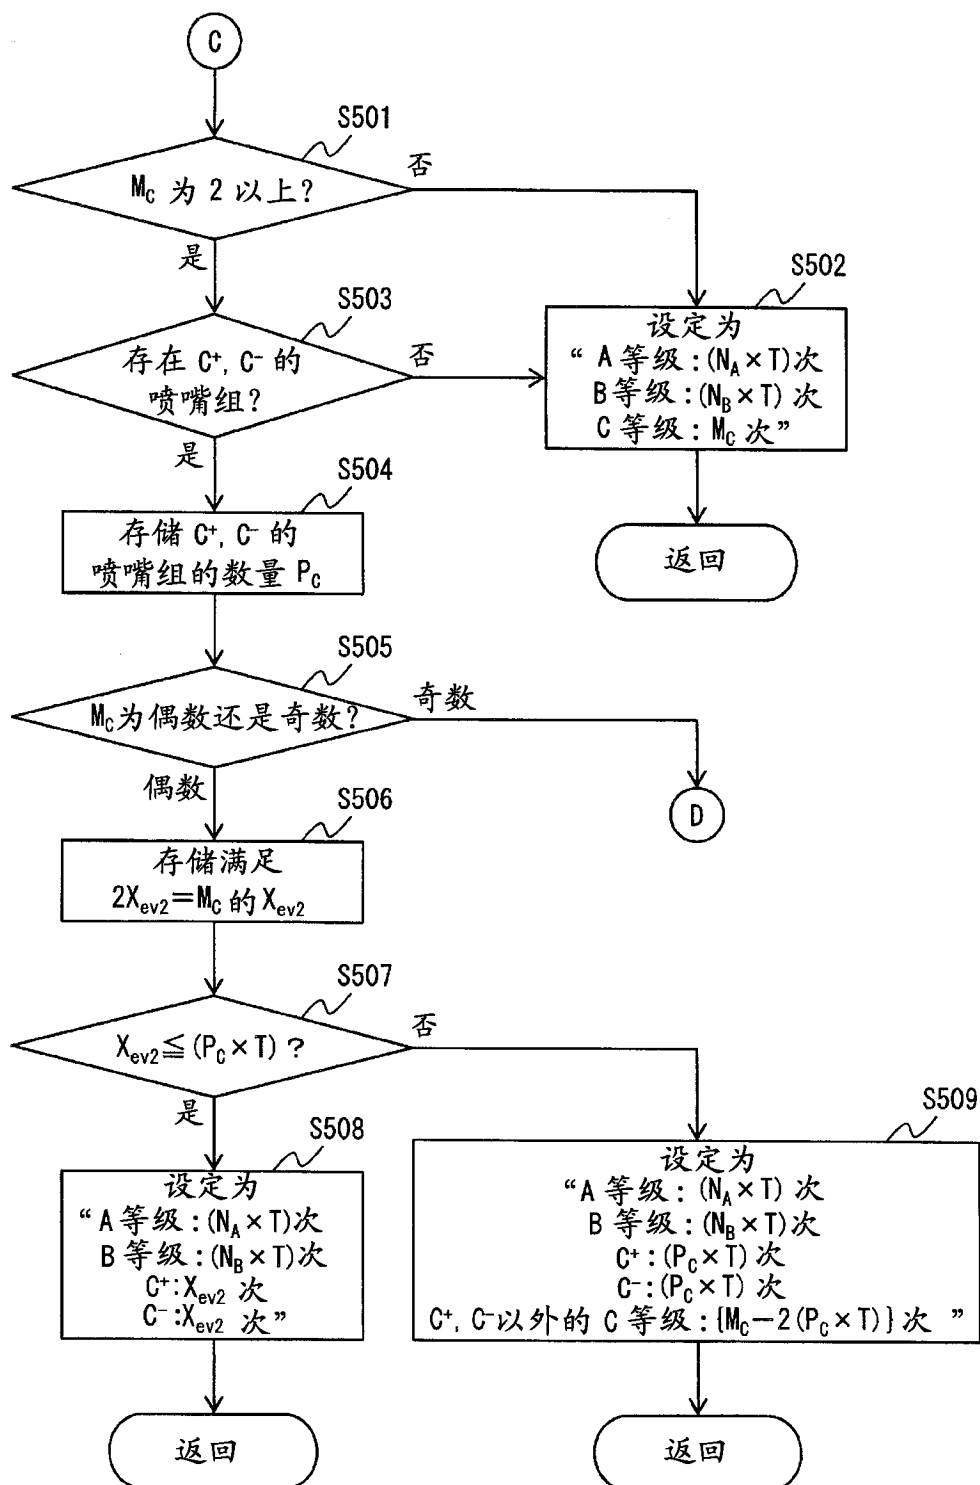 C
S501
M_C 为 2 以上?
否
是
S502
设定为
“ A 等级:(N_A×T)次
B 等级:(N_B×T) 次
C 等级: M_C 次”
返回
S503
存在 C⁺, C⁻ 的
喷嘴组?
否
是
S504
存储 C⁺, C⁻ 的
喷嘴组的数量 P_C
S505
M_C为偶数还是奇数?
奇数
D
偶数
S506
存储满足
2X_ev2=M_C 的 X_ev2
S507
X_ev2≦(P_C×T) ?
否
是
S508
设定为
“A 等级:(N_A×T)次
B 等级:(N_B×T)次
C⁺:X_ev2 次
C⁻:X_ev2 次”
返回
S509
设定为
“A 等级: (N_A×T) 次
B 等级:(N_B×T)次
C⁺:(P_C×T) 次
C⁻:(P_C×T) 次
C⁺, C⁻以外的 C 等级:{M_C-2(P_C×T)}次 ”
返回